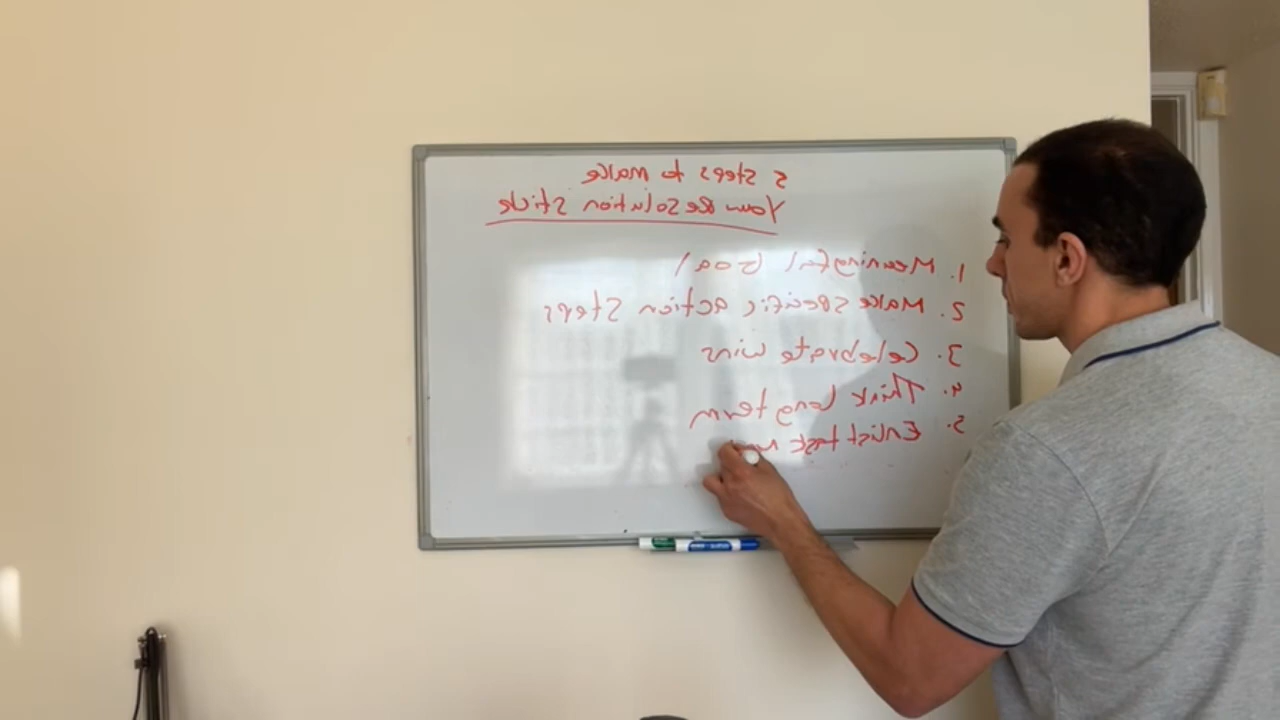 5 Steps to make
Your Resolution Stick
1. Meaningful Goal
2. Make specific action steps
3. Celebrate wins
4. Think Long term
5. Enlist task